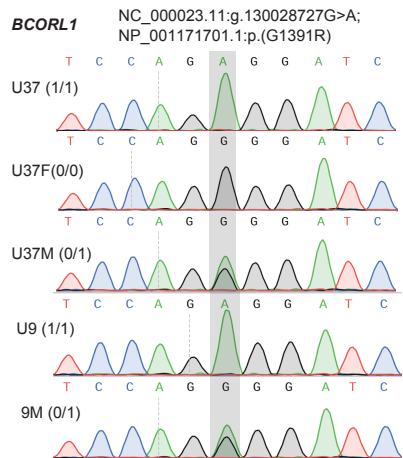 BCORL1 NC_000023.11:g.130028727G>A;
NP_001171701.1:p.(G1391R)
T C C A G A G G A T C
U37 (1/1)
T C C A G G G G A T C
U37F(0/0)
T C C A G G G G A T C
U37M (0/1)
T C C A G A G G A T C
U9 (1/1)
T C C A G G G G A T C
9M (0/1)